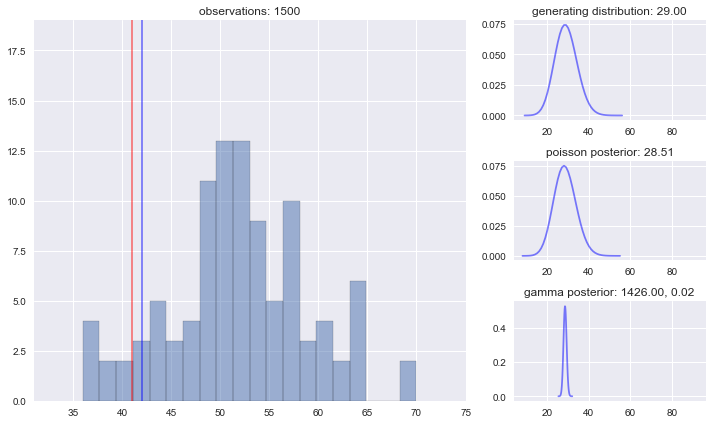 observations: 1500
17.5
15.0
12.5
10.0
7.5
5.0
2.5
0.0
35 40 45 50 55 60 65 70 75
generating distribution: 29.00
0.075
0.050
0.025
0.000
20 40 60 80
poisson posterior: 28.51
0.075
0.050
0.025
0.000
20 40 60 80
gamma posterior: 1426.00, 0.02
0.4
0.2
0.0
20 40 60 80